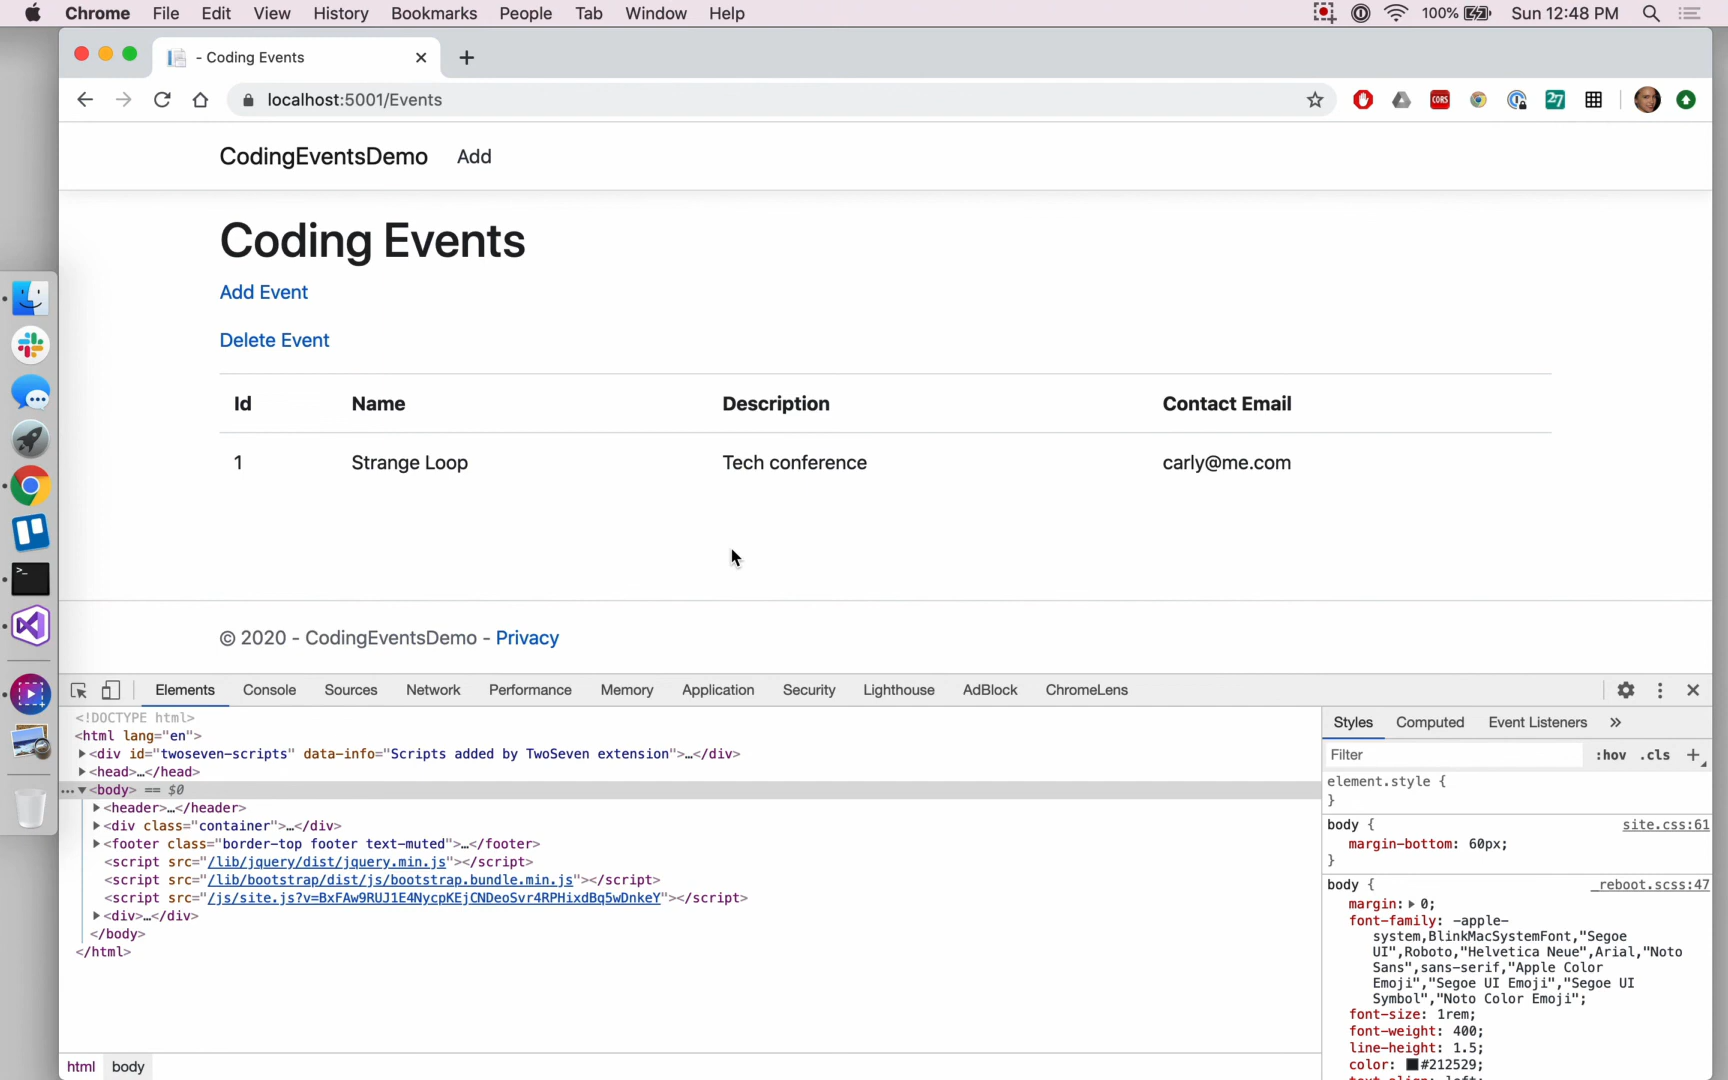 Chrome File Edit View History Bookmarks People Tab Window Help 100% Sun 12:48 PM
- Coding Events
localhost:5001/Events CORS 27
CodingEventsDemo Add
Coding Events
Add Event
Delete Event
Id Name Description Contact Email
1 Strange Loop Tech conference carly@me.com
© 2020 - CodingEventsDemo - Privacy
Elements Console Sources Network Performance Memory Application Security Lighthouse AdBlock ChromeLens
<!DOCTYPE html>
<html lang="en">
<div id="twoseven-scripts" data-info="Scripts added by TwoSeven extension">…</div>
<head>…</head>
<body> == $0
<header>…</header>
<div class="container">…</div>
<footer class="border-top footer text-muted">…</footer>
<script src="/lib/jquery/dist/jquery.min.js"></script>
<script src="/lib/bootstrap/dist/js/bootstrap.bundle.min.js"></script>
<script src="/js/site.js?v=BxFAw9RUJ1E4NycpKEjCNDeoSvr4RPHixdBq5wDnkeY"></script>
<div>…</div>
</body>
</html>
html body
Styles Computed Event Listeners »
Filter :hov .cls +
element.style {
}
body { site.css:61
margin-bottom: 60px;
}
body { _reboot.scss:47
margin: 0;
font-family: -apple-
system,BlinkMacSystemFont,"Segoe
UI",Roboto,"Helvetica Neue",Arial,"Noto
Sans",sans-serif,"Apple Color
Emoji","Segoe UI Emoji","Segoe UI
Symbol","Noto Color Emoji";
font-size: 1rem;
font-weight: 400;
line-height: 1.5;
color: #212529;
text-align: left;